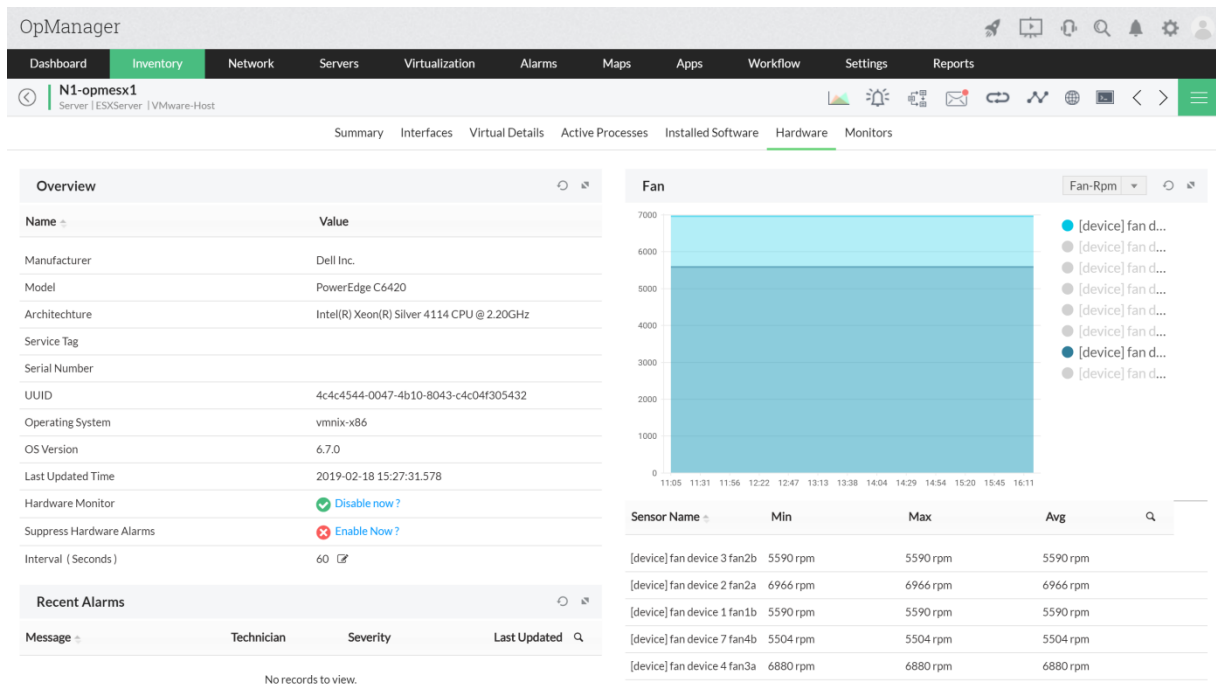 OpManager
Dashboard Inventory Network Servers Virtualization Alarms Maps Apps Workflow Settings Reports
N1-opmesx1
Server | ESXServer | VMware-Host
Summary Interfaces Virtual Details Active Processes Installed Software Hardware Monitors
Overview
Name Value
Manufacturer Dell Inc.
Model PowerEdge C6420
Architechture Intel(R) Xeon(R) Silver 4114 CPU @ 2.20GHz
Service Tag
Serial Number
UUID 4c4c4544-0047-4b10-8043-c4c04f305432
Operating System vmnix-x86
OS Version 6.7.0
Last Updated Time 2019-02-18 15:27:31.578
Hardware Monitor Disable now ?
Suppress Hardware Alarms Enable Now ?
Interval ( Seconds ) 60
Recent Alarms
Message Technician Severity Last Updated
No records to view.
Fan Fan-Rpm
7000
6000
5000
4000
3000
2000
1000
0
11:05 11:31 11:56 12:22 12:47 13:13 13:38 14:04 14:29 14:54 15:20 15:45 16:11
[device] fan d...
[device] fan d...
[device] fan d...
[device] fan d...
[device] fan d...
[device] fan d...
[device] fan d...
[device] fan d...
Sensor Name Min Max Avg
[device] fan device 3 fan2b 5590 rpm 5590 rpm 5590 rpm
[device] fan device 2 fan2a 6966 rpm 6966 rpm 6966 rpm
[device] fan device 1 fan1b 5590 rpm 5590 rpm 5590 rpm
[device] fan device 7 fan4b 5504 rpm 5504 rpm 5504 rpm
[device] fan device 4 fan3a 6880 rpm 6880 rpm 6880 rpm